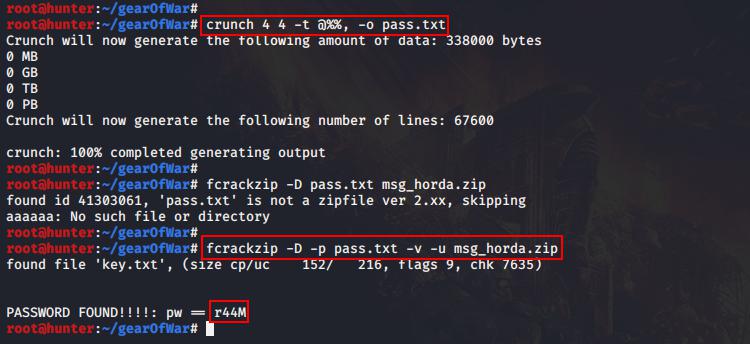 root@hunter:~/gearOfWar#
root@hunter:~/gearOfWar# crunch 4 4 -t @%%, -o pass.txt
Crunch will now generate the following amount of data: 338000 bytes
0 MB
0 GB
0 TB
0 PB
Crunch will now generate the following number of lines: 67600
crunch: 100% completed generating output
root@hunter:~/gearOfWar#
root@hunter:~/gearOfWar# fcrackzip -D pass.txt msg_horda.zip
found id 41303061, 'pass.txt' is not a zipfile ver 2.xx, skipping
aaaaaa: No such file or directory
root@hunter:~/gearOfWar#
root@hunter:~/gearOfWar# fcrackzip -D -p pass.txt -v -u msg_horda.zip
found file 'key.txt', (size cp/uc    152/   216, flags 9, chk 7635)
PASSWORD FOUND!!!!: pw == r44M
root@hunter:~/gearOfWar#